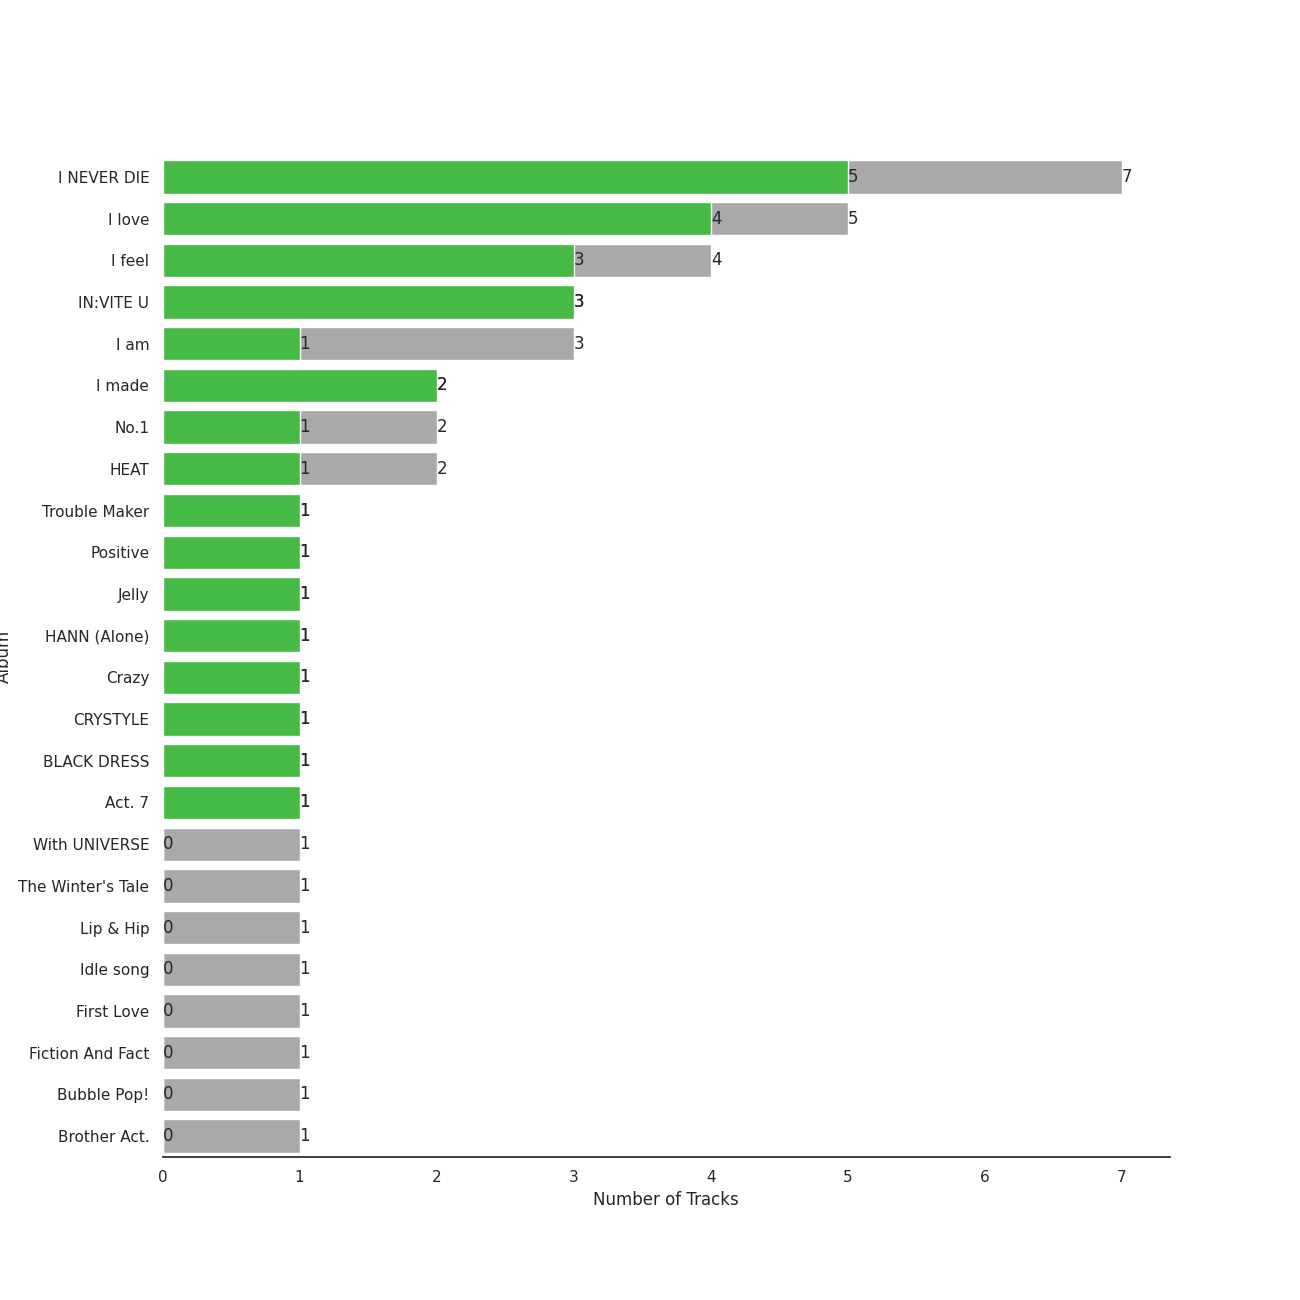 I NEVER DIE 5 7
I love 4 5
I feel 3 4
IN:VITE U 3
I am 1 3
I made 2
No.1 1 2
HEAT 1 2
Trouble Maker 1
Positive 1
Jelly 1
HANN (Alone) 1
Crazy 1
CRYSTYLE 1
BLACK DRESS 1
Act. 7 1
With UNIVERSE 0 1
The Winter's Tale 0 1
Lip & Hip 0 1
Idle song 0 1
First Love 0 1
Fiction And Fact 0 1
Bubble Pop! 0 1
Brother Act. 0 1
Album
0 1 2 3 4 5 6 7
Number of Tracks